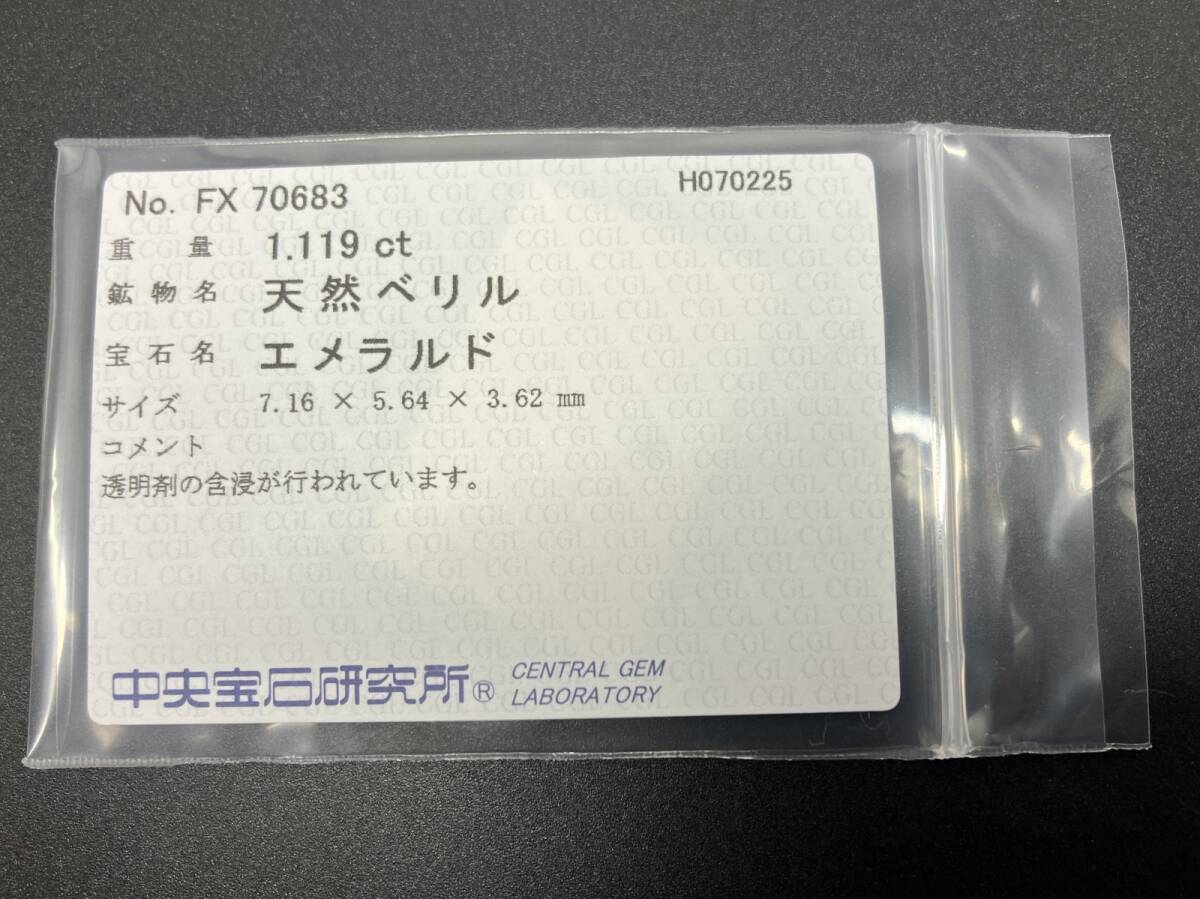 No. FX 70683 H070225
重量 1.119 ct
鉱物名 天然ベリル
宝石名 エメラルド
サイズ 7.16 × 5.64 × 3.62 mm
コメント
透明剤の含浸が行われています。
中央宝石研究所® CENTRAL GEM
LABORATORY